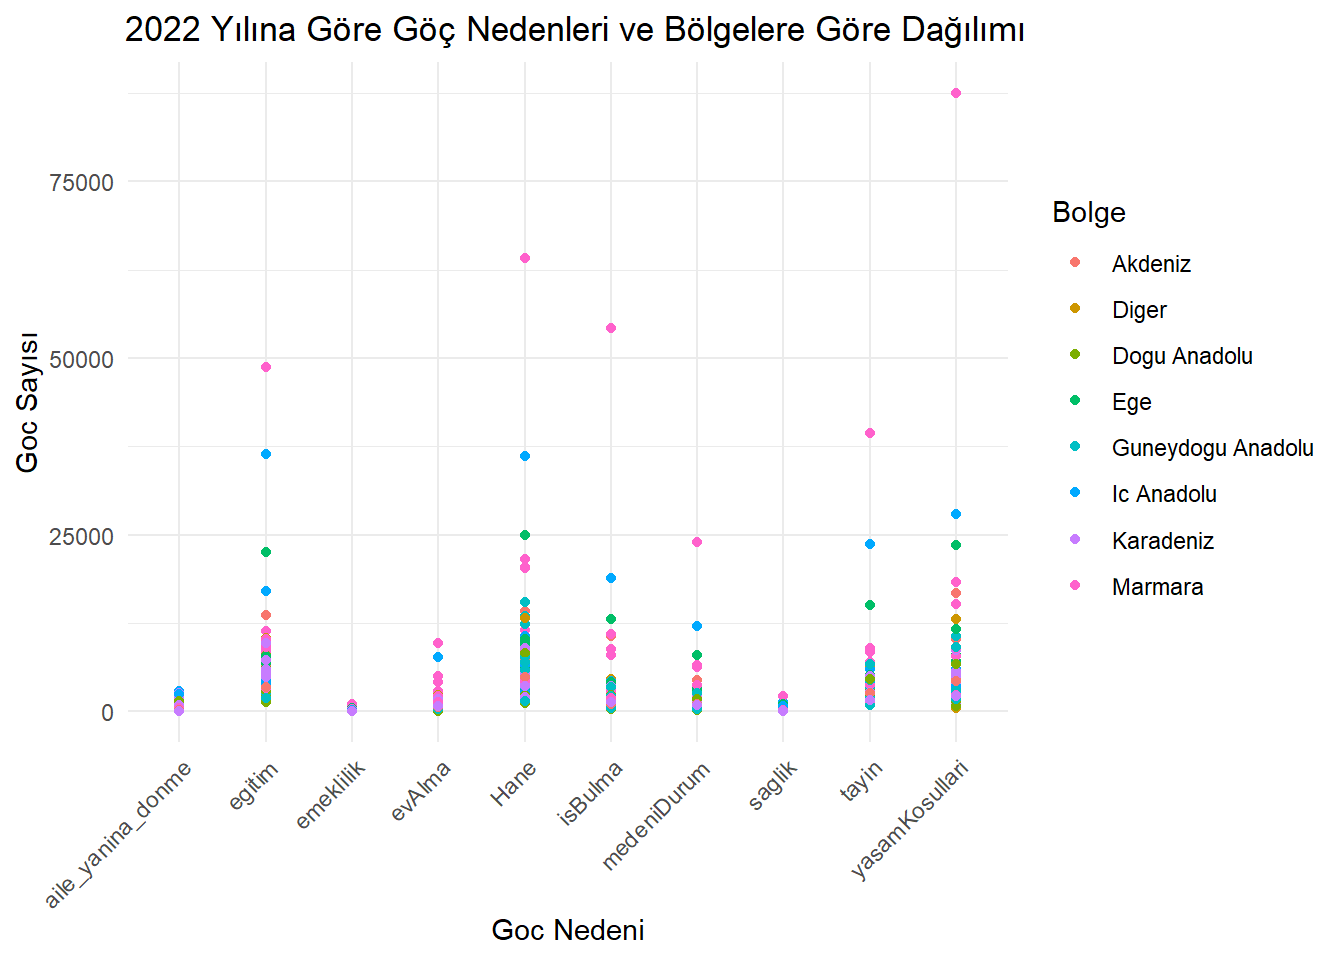 2022 Yılına Göre Göç Nedenleri ve Bölgelere Göre Dağılımı
Goc Sayısı
75000
50000
25000
0
aile_yanina_donme
egitim
emeklilik
evAlma
Hane
isBulma
medeniDurum
saglik
tayin
yasamKosullari
Goc Nedeni
Bolge
Akdeniz
Diger
Dogu Anadolu
Ege
Guneydogu Anadolu
Ic Anadolu
Karadeniz
Marmara